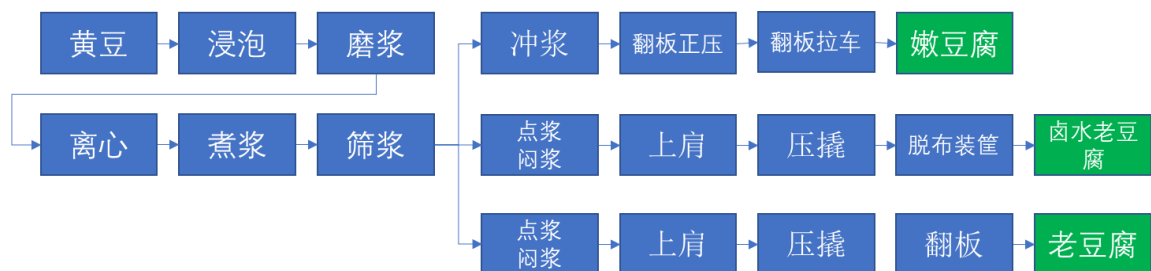 黄豆
浸泡
磨浆
冲浆
翻板正压
翻板拉车
嫩豆腐
离心
煮浆
筛浆
点浆
闷浆
上肩
压撬
脱布装筐
卤水老豆
腐
点浆
闷浆
上肩
压撬
翻板
老豆腐